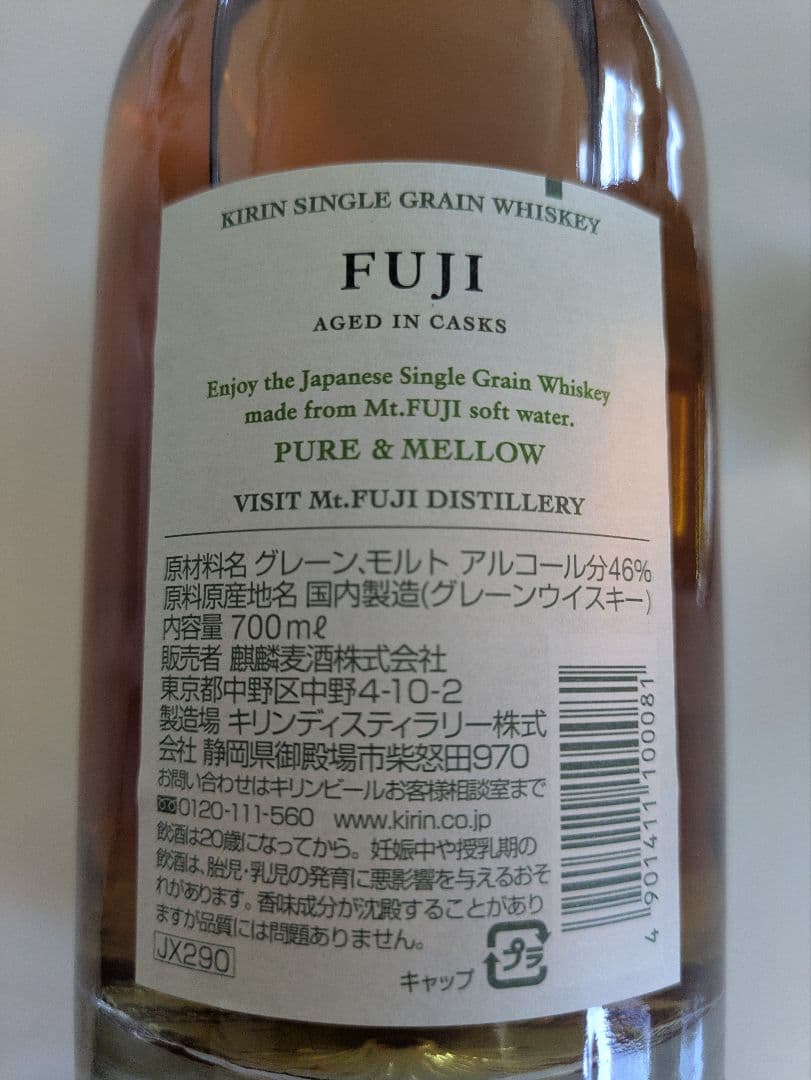 KIRIN SINGLE GRAIN WHISKEY
FUJI
AGED IN CASKS
Enjoy the Japanese Single Grain Whiskey
made from Mt.FUJI soft water.
PURE & MELLOW
VISIT Mt.FUJI DISTILLERY
原材料名 グレーン、モルト アルコール分46%
原料原産地名 国内製造(グレーンウイスキー)
内容量 700mℓ
販売者 麒麟麦酒株式会社
東京都中野区中野4-10-2
製造場 キリンディスティラリー株式
会社 静岡県御殿場市柴怒田970
お問い合わせはキリンビールお客様相談室まで
0120-111-560 www.kirin.co.jp
飲酒は20歳になってから。妊娠中や授乳期の
飲酒は、胎児・乳児の発育に悪影響を与えるおそ
れがあります。香味成分が沈殿することがあり
ますが品質には問題ありません。
JX290
キャップ プラ
4 901411 100081